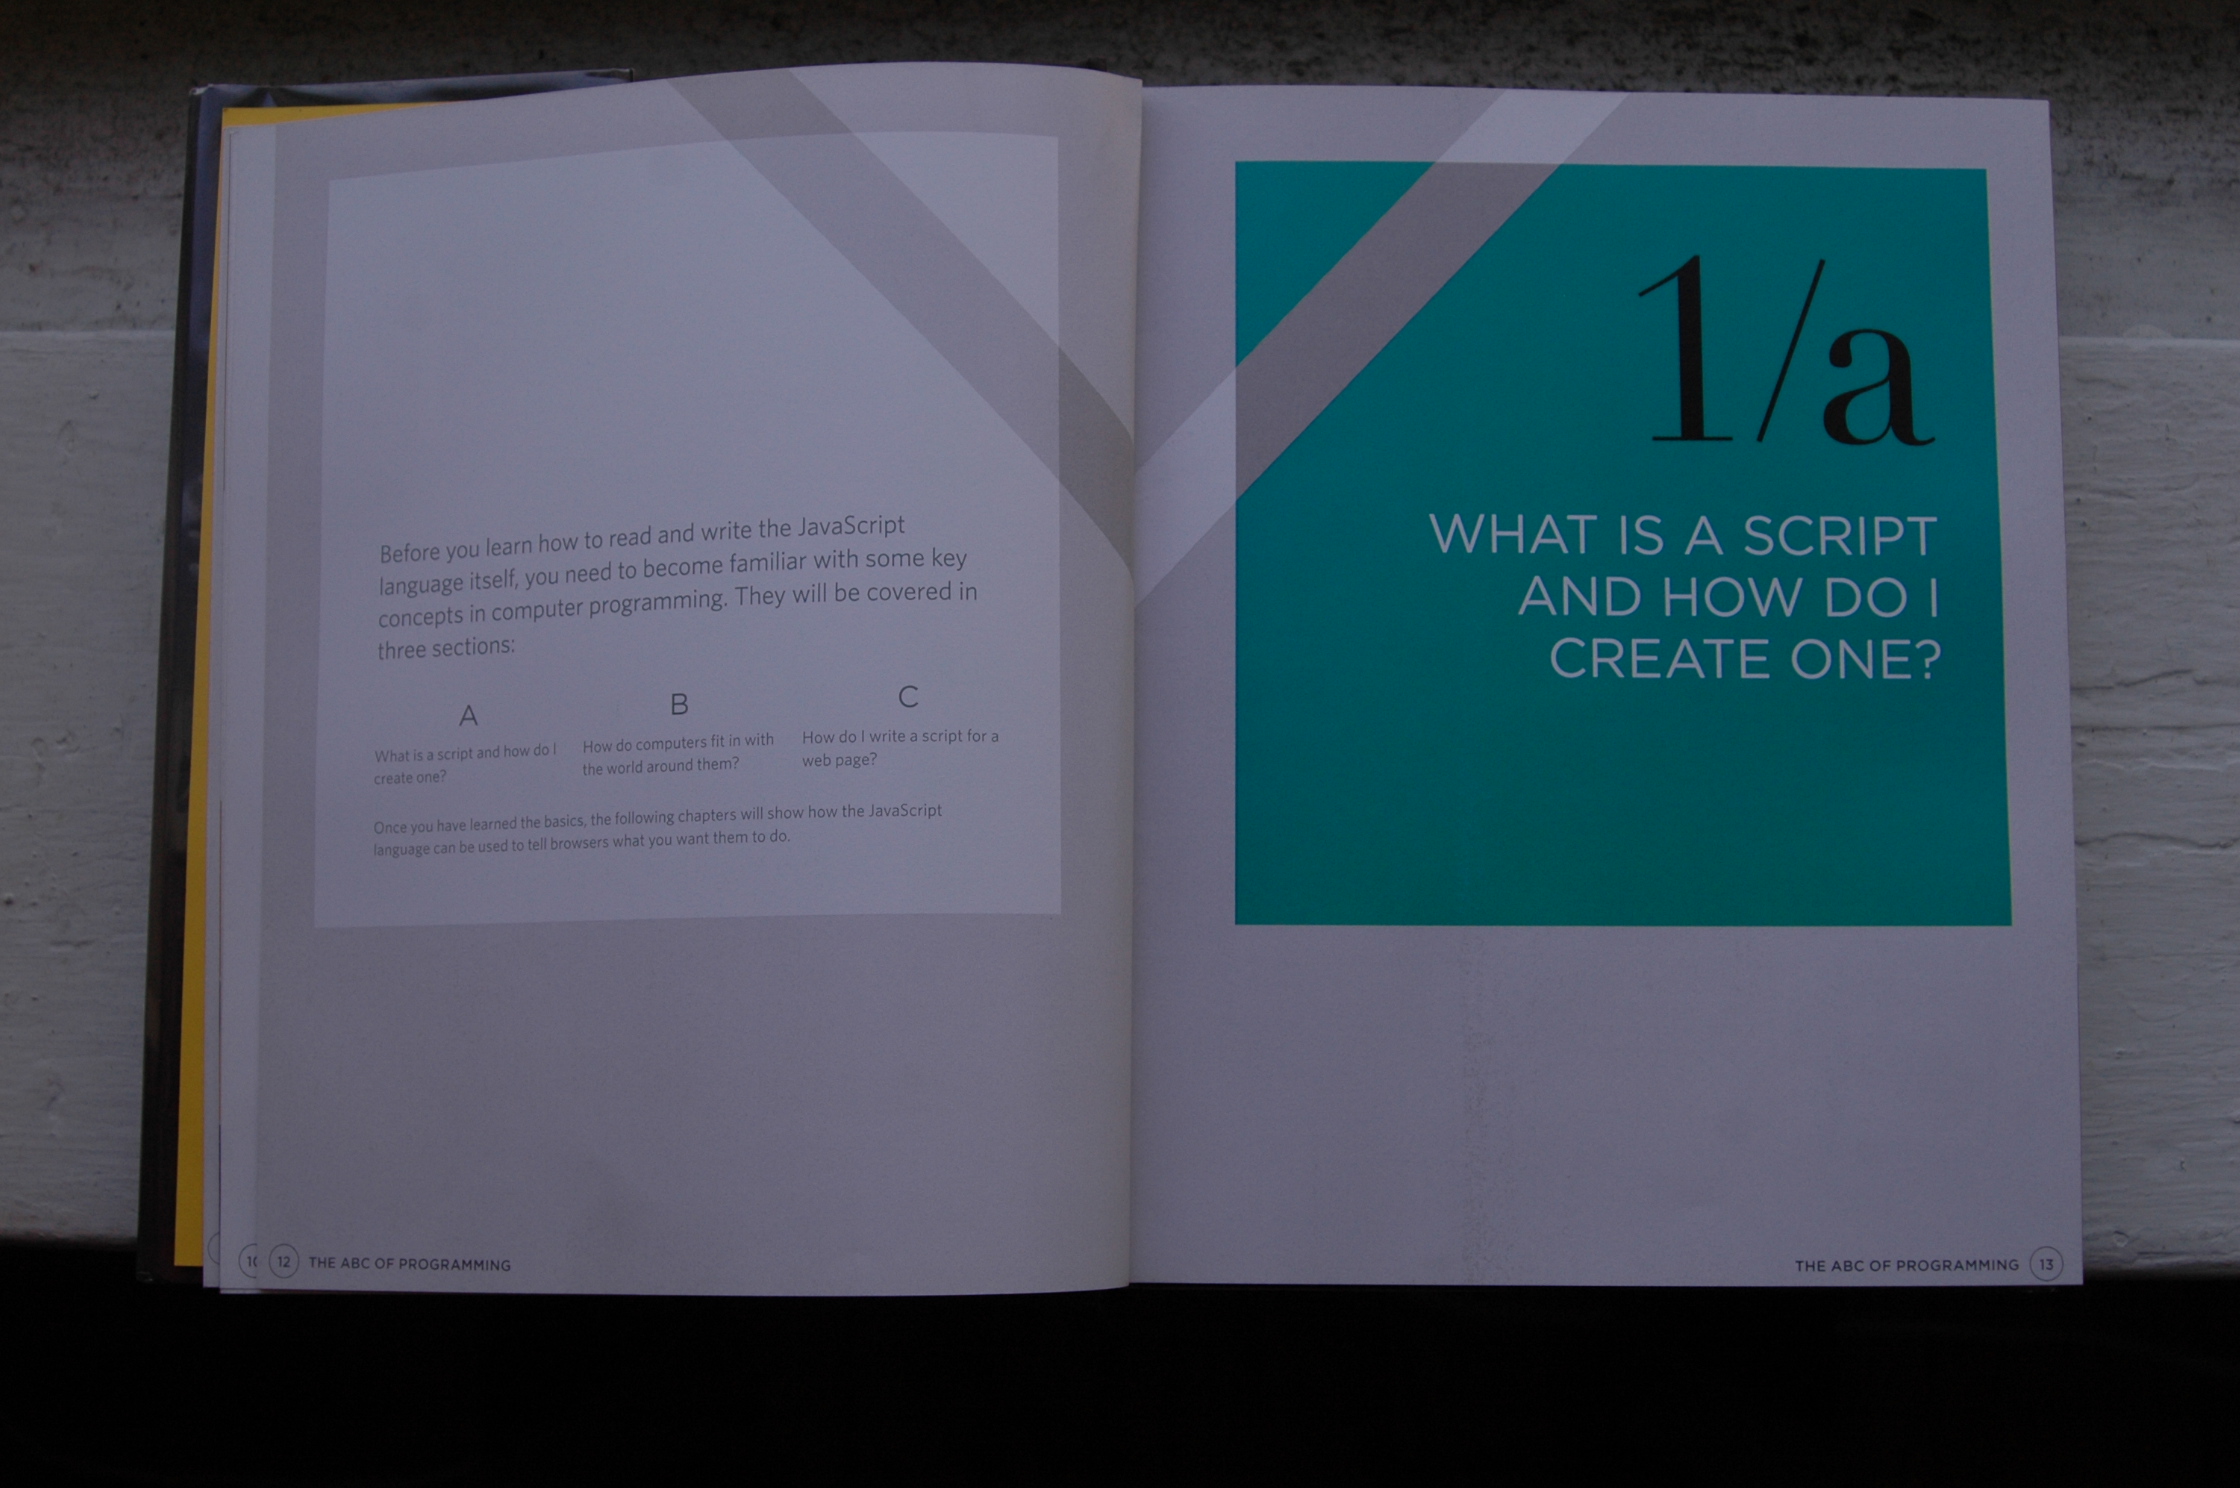 Before you learn how to read and write the JavaScript
language itself, you need to become familiar with some key
concepts in computer programming. They will be covered in
three sections:
A
What is a script and how do I
create one?
B
How do computers fit in with
the world around them?
C
How do I write a script for a
web page?
Once you have learned the basics, the following chapters will show how the JavaScript
language can be used to tell browsers what you want them to do.
12 THE ABC OF PROGRAMMING
1/a
WHAT IS A SCRIPT
AND HOW DO I
CREATE ONE?
THE ABC OF PROGRAMMING 13